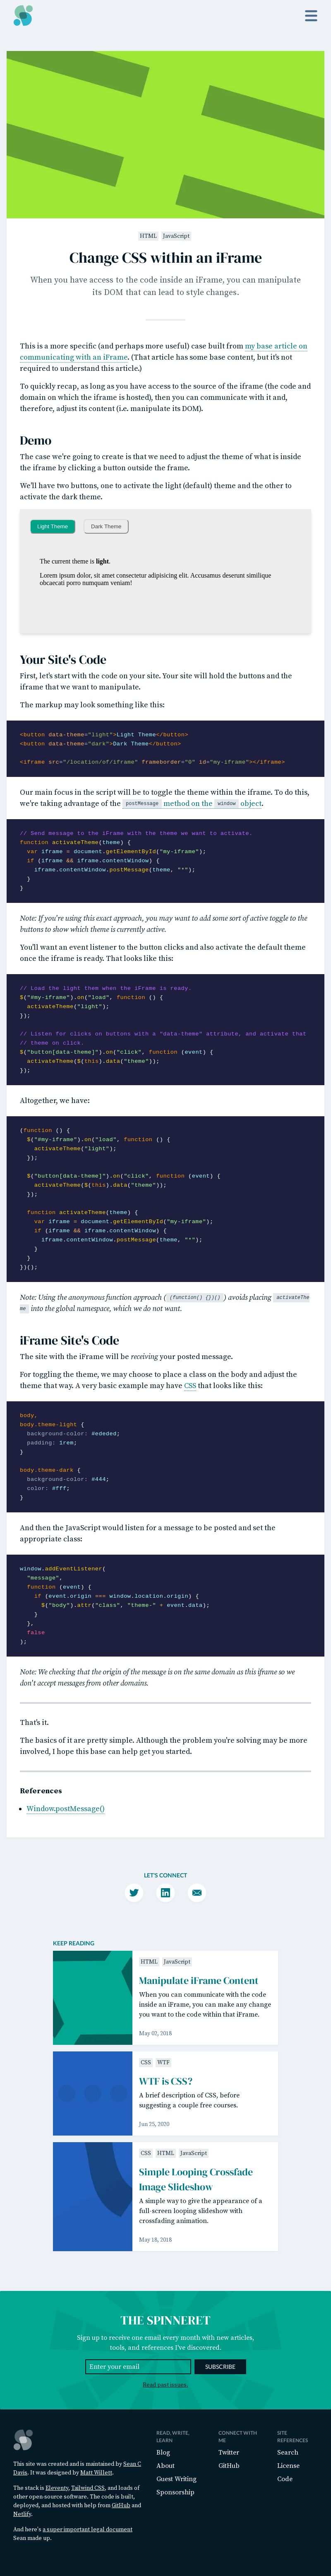 HTML JavaScript
Change CSS within an iFrame
When you have access to the code inside an iFrame, you can manipulate
its DOM that can lead to style changes.
This is a more specific (and perhaps more useful) case built from my base article on
communicating with an iFrame. (That article has some base content, but it's not
required to understand this article.)
To quickly recap, as long as you have access to the source of the iframe (the code and
domain on which the iframe is hosted), then you can communicate with it and,
therefore, adjust its content (i.e. manipulate its DOM).
Demo
The case we're going to create is that we need to adjust the theme of what is inside
the iframe by clicking a button outside the frame.
We'll have two buttons, one to activate the light (default) theme and the other to
activate the dark theme.
Light Theme Dark Theme
The current theme is light.
Lorem ipsum dolor, sit amet consectetur adipisicing elit. Accusamus deserunt similique
obcaecati porro numquam veniam!
Your Site's Code
First, let's start with the code on your site. Your site will hold the buttons and the
iframe that we want to manipulate.
The markup may look something like this:
<button data-theme="light">Light Theme</button>
<button data-theme="dark">Dark Theme</button>
<iframe src="/location/of/iframe" frameborder="0" id="my-iframe"></iframe>
Our main focus in the script will be to toggle the theme within the iframe. To do this,
we're taking advantage of the postMessage method on the window object.
// Send message to the iFrame with the theme we want to activate.
function activateTheme(theme) {
var iframe = document.getElementById("my-iframe");
if (iframe && iframe.contentWindow) {
iframe.contentWindow.postMessage(theme, "*");
}
}
Note: If you're using this exact approach, you may want to add some sort of active toggle to the
buttons to show which theme is currently active.
You'll want an event listener to the button clicks and also activate the default theme
once the iframe is ready. That looks like this:
// Load the light them when the iFrame is ready.
$("#my-iframe").on("load", function () {
activateTheme("light");
});
// Listen for clicks on buttons with a "data-theme" attribute, and activate that
// theme on click.
$("button[data-theme]").on("click", function (event) {
activateTheme($(this).data("theme"));
});
Altogether, we have:
(function () {
$("#my-iframe").on("load", function () {
activateTheme("light");
});
$("button[data-theme]").on("click", function (event) {
activateTheme($(this).data("theme"));
});
function activateTheme(theme) {
var iframe = document.getElementById("my-iframe");
if (iframe && iframe.contentWindow) {
iframe.contentWindow.postMessage(theme, "*");
}
}
})();
Note: Using the anonymous function approach ( (function() {})() ) avoids placing activateThe
me into the global namespace, which we do not want.
iFrame Site's Code
The site with the iFrame will be receiving your posted message.
For toggling the theme, we may choose to place a class on the body and adjust the
theme that way. A very basic example may have CSS that looks like this:
body,
body.theme-light {
background-color: #ededed;
padding: 1rem;
}
body.theme-dark {
background-color: #444;
color: #fff;
}
And then the JavaScript would listen for a message to be posted and set the
appropriate class:
window.addEventListener(
"message",
function (event) {
if (event.origin === window.location.origin) {
$("body").attr("class", "theme-" + event.data);
}
},
false
);
Note: We checking that the origin of the message is on the same domain as this iframe so we
don't accept messages from other domains.
That's it.
The basics of it are pretty simple. Although the problem you're solving may be more
involved, I hope this base can help get you started.
References
Window.postMessage()
LET'S CONNECT
KEEP READING
HTML JavaScript
Manipulate iFrame Content
When you can communicate with the code
inside an iFrame, you can make any change
you want to the code within that iFrame.
May 02, 2018
CSS WTF
WTF is CSS?
A brief description of CSS, before
suggesting a couple free courses.
Jun 25, 2020
CSS HTML JavaScript
Simple Looping Crossfade
Image Slideshow
A simple way to give the appearance of a
full-screen looping slideshow with
crossfading animation.
May 18, 2018
THE SPINNERET
Sign up to receive one email every month with new articles,
tools, and references I've discovered.
Enter your email SUBSCRIBE
Read past issues.
This site was created and is maintained by Sean C
Davis. It was designed by Matt Willett.
The stack is Eleventy, Tailwind CSS, and loads of
other open source software. The code is built,
deployed, and hosted with help from GitHub and
Netlify.
And here's a super important legal document
Sean made up.
READ, WRITE,
LEARN
Blog
About
Guest Writing
Sponsorship
CONNECT WITH
ME
Twitter
GitHub
SITE
REFERENCES
Search
License
Code